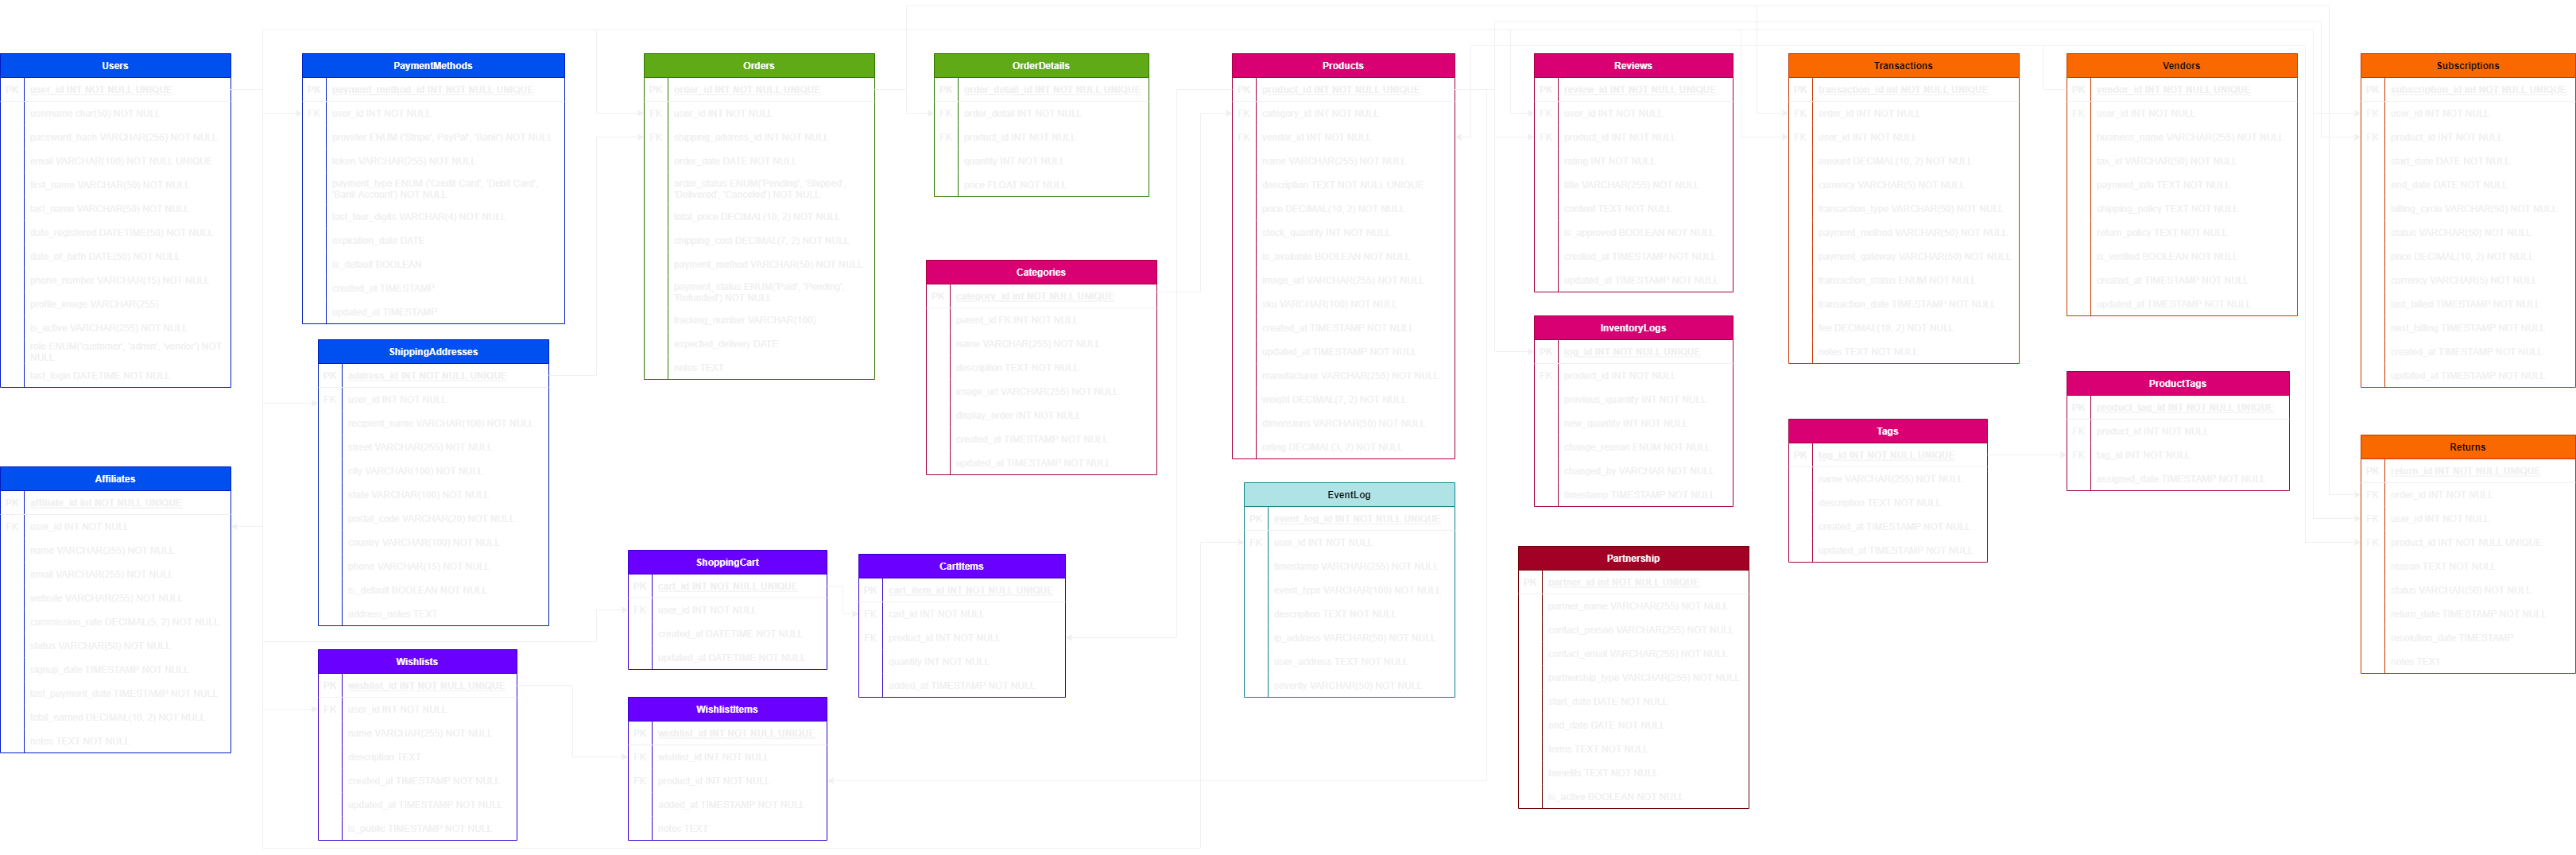 Users
PK user_id INT NOT NULL UNIQUE
username char(50) NOT NULL
password_hash VARCHAR(255) NOT NULL
email VARCHAR(100) NOT NULL UNIQUE
first_name VARCHAR(50) NOT NULL
last_name VARCHAR(50) NOT NULL
date_registered DATETIME(50) NOT NULL
date_of_birth DATE(50) NOT NULL
phone_number VARCHAR(15) NOT NULL
profile_image VARCHAR(255)
is_active VARCHAR(255) NOT NULL
role ENUM('customer', 'admin', 'vendor') NOT
NULL
last_login DATETIME NOT NULL
Affiliates
PK affiliate_id int NOT NULL UNIQUE
FK user_id INT NOT NULL
name VARCHAR(255) NOT NULL
email VARCHAR(255) NOT NULL
website VARCHAR(255) NOT NULL
commission_rate DECIMAL(5, 2) NOT NULL
status VARCHAR(50) NOT NULL
signup_date TIMESTAMP NOT NULL
last_payment_date TIMESTAMP NOT NULL
total_earned DECIMAL(10, 2) NOT NULL
notes TEXT NOT NULL
PaymentMethods
PK payment_method_id INT NOT NULL UNIQUE
FK user_id INT NOT NULL
provider ENUM ('Stripe', 'PayPal', 'Bank') NOT NULL
token VARCHAR(255) NOT NULL
payment_type ENUM ('Credit Card', 'Debit Card',
'Bank Account') NOT NULL
last_four_digits VARCHAR(4) NOT NULL
expiration_date DATE
is_default BOOLEAN
created_at TIMESTAMP
updated_at TIMESTAMP
ShippingAddresses
PK address_id INT NOT NULL UNIQUE
FK user_id INT NOT NULL
recipient_name VARCHAR(100) NOT NULL
street VARCHAR(255) NOT NULL
city VARCHAR(100) NOT NULL
state VARCHAR(100) NOT NULL
postal_code VARCHAR(20) NOT NULL
country VARCHAR(100) NOT NULL
phone VARCHAR(15) NOT NULL
is_default BOOLEAN NOT NULL
address_notes TEXT
Wishlists
PK wishlist_id INT NOT NULL UNIQUE
FK user_id INT NOT NULL
name VARCHAR(255) NOT NULL
description TEXT
created_at TIMESTAMP NOT NULL
updated_at TIMESTAMP NOT NULL
is_public TIMESTAMP NOT NULL
Orders
PK order_id INT NOT NULL UNIQUE
FK user_id INT NOT NULL
FK shipping_address_id INT NOT NULL
order_date DATE NOT NULL
order_status ENUM('Pending', 'Shipped',
'Delivered', 'Canceled') NOT NULL
total_price DECIMAL(10, 2) NOT NULL
shipping_cost DECIMAL(7, 2) NOT NULL
payment_method VARCHAR(50) NOT NULL
payment_status ENUM('Paid', 'Pending',
'Refunded') NOT NULL
tracking_number VARCHAR(100)
expected_delivery DATE
notes TEXT
ShoppingCart
PK cart_id INT NOT NULL UNIQUE
FK user_id INT NOT NULL
created_at DATETIME NOT NULL
updated_at DATETIME NOT NULL
WishlistItems
PK wishlist_id INT NOT NULL UNIQUE
FK wishlist_id INT NOT NULL
FK product_id INT NOT NULL
added_at TIMESTAMP NOT NULL
notes TEXT
OrderDetails
PK order_detail_id INT NOT NULL UNIQUE
FK order_detail INT NOT NULL
FK product_id INT NOT NULL
quantity INT NOT NULL
price FLOAT NOT NULL
Categories
PK category_id int NOT NULL UNIQUE
parent_id FK INT NOT NULL
name VARCHAR(255) NOT NULL
description TEXT NOT NULL
image_url VARCHAR(255) NOT NULL
display_order INT NOT NULL
created_at TIMESTAMP NOT NULL
updated_at TIMESTAMP NOT NULL
CartItems
PK cart_item_id INT NOT NULL UNIQUE
FK cart_id INT NOT NULL
FK product_id INT NOT NULL
quantity INT NOT NULL
added_at TIMESTAMP NOT NULL
Products
PK product_id INT NOT NULL UNIQUE
FK category_id INT NOT NULL
FK vendor_id INT NOT NULL
name VARCHAR(255) NOT NULL
description TEXT NOT NULL UNIQUE
price DECIMAL(10, 2) NOT NULL
stock_quantity INT NOT NULL
is_available BOOLEAN NOT NULL
image_url VARCHAR(255) NOT NULL
sku VARCHAR(100) NOT NULL
created_at TIMESTAMP NOT NULL
updated_at TIMESTAMP NOT NULL
manufacturer VARCHAR(255) NOT NULL
weight DECIMAL(7, 2) NOT NULL
dimensions VARCHAR(50) NOT NULL
rating DECIMAL(3, 2) NOT NULL
EventLog
PK event_log_id INT NOT NULL UNIQUE
FK user_id INT NOT NULL
timestamp VARCHAR(255) NOT NULL
event_type VARCHAR(100) NOT NULL
description TEXT NOT NULL
ip_address VARCHAR(50) NOT NULL
user_address TEXT NOT NULL
severity VARCHAR(50) NOT NULL
Reviews
PK review_id INT NOT NULL UNIQUE
FK user_id INT NOT NULL
FK product_id INT NOT NULL
rating INT NOT NULL
title VARCHAR(255) NOT NULL
content TEXT NOT NULL
is_approved BOOLEAN NOT NULL
created_at TIMESTAMP NOT NULL
updated_at TIMESTAMP NOT NULL
InventoryLogs
PK log_id INT NOT NULL UNIQUE
FK product_id INT NOT NULL
previous_quantity INT NOT NULL
new_quantity INT NOT NULL
change_reason ENUM NOT NULL
changed_by VARCHAR NOT NULL
timestamp TIMESTAMP NOT NULL
Partnership
PK partner_id int NOT NULL UNIQUE
partner_name VARCHAR(255) NOT NULL
contact_person VARCHAR(255) NOT NULL
contact_email VARCHAR(255) NOT NULL
partnership_type VARCHAR(255) NOT NULL
start_date DATE NOT NULL
end_date DATE NOT NULL
terms TEXT NOT NULL
benefits TEXT NOT NULL
is_active BOOLEAN NOT NULL
Transactions
PK transaction_id int NOT NULL UNIQUE
FK order_id INT NOT NULL
FK user_id INT NOT NULL
amount DECIMAL(10, 2) NOT NULL
currency VARCHAR(5) NOT NULL
transaction_type VARCHAR(50) NOT NULL
payment_method VARCHAR(50) NOT NULL
payment_gateway VARCHAR(50) NOT NULL
transaction_status ENUM NOT NULL
transaction_date TIMESTAMP NOT NULL
fee DECIMAL(10, 2) NOT NULL
notes TEXT NOT NULL
Tags
PK tag_id INT NOT NULL UNIQUE
name VARCHAR(255) NOT NULL
description TEXT NOT NULL
created_at TIMESTAMP NOT NULL
updated_at TIMESTAMP NOT NULL
Vendors
PK vendor_id INT NOT NULL UNIQUE
FK user_id INT NOT NULL
business_name VARCHAR(255) NOT NULL
tax_id VARCHAR(50) NOT NULL
payment_info TEXT NOT NULL
shipping_policy TEXT NOT NULL
return_policy TEXT NOT NULL
is_verified BOOLEAN NOT NULL
created_at TIMESTAMP NOT NULL
updated_at TIMESTAMP NOT NULL
ProductTags
PK product_tag_id INT NOT NULL UNIQUE
FK product_id INT NOT NULL
FK tag_id INT NOT NULL
assigned_date TIMESTAMP NOT NULL
Subscriptions
PK subscription_id int NOT NULL UNIQUE
FK user_id INT NOT NULL
FK product_id INT NOT NULL
start_date DATE NOT NULL
end_date DATE NOT NULL
billing_cycle VARCHAR(50) NOT NULL
status VARCHAR(50) NOT NULL
price DECIMAL(10, 2) NOT NULL
currency VARCHAR(5) NOT NULL
last_billed TIMESTAMP NOT NULL
next_billing TIMESTAMP NOT NULL
created_at TIMESTAMP NOT NULL
updated_at TIMESTAMP NOT NULL
Returns
PK return_id INT NOT NULL UNIQUE
FK order_id INT NOT NULL
FK user_id INT NOT NULL
FK product_id INT NOT NULL UNIQUE
reason TEXT NOT NULL
status VARCHAR(50) NOT NULL
return_date TIMESTAMP NOT NULL
resolution_date TIMESTAMP
notes TEXT